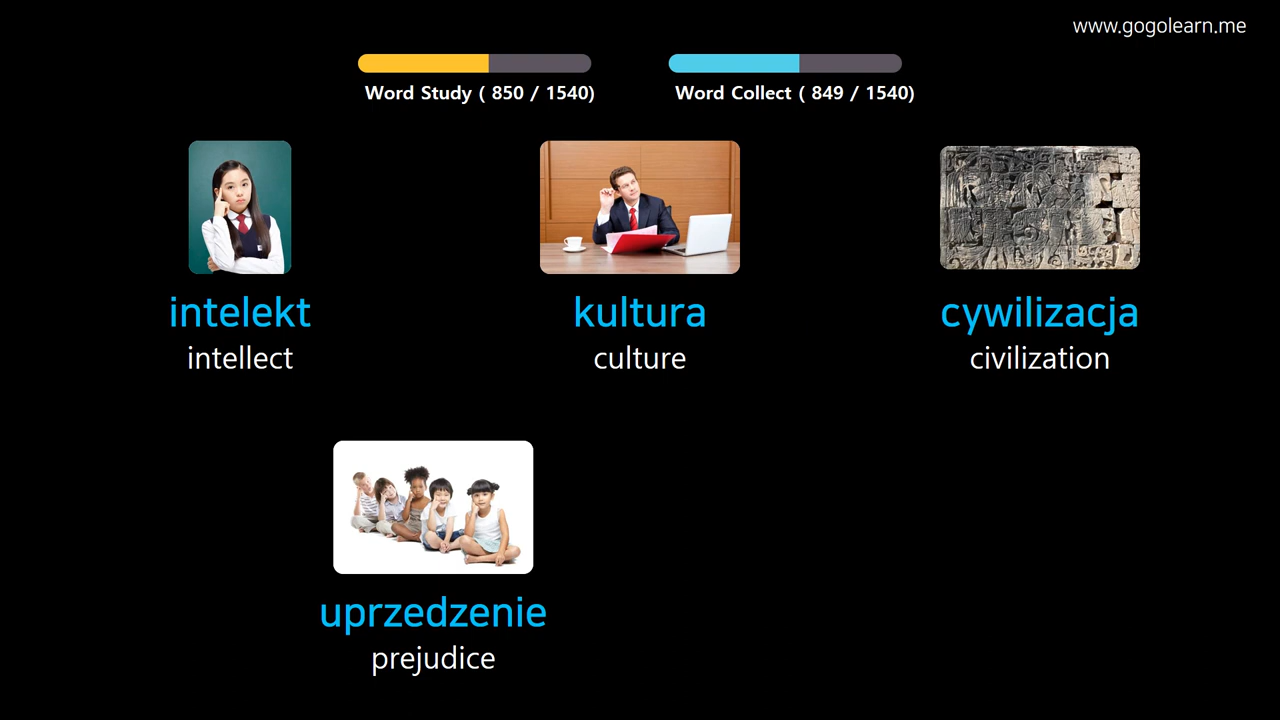 www.gogolearn.me
Word Study ( 850 / 1540)
Word Collect ( 849 / 1540)
intelekt
intellect
kultura
culture
cywilizacja
civilization
uprzedzenie
prejudice